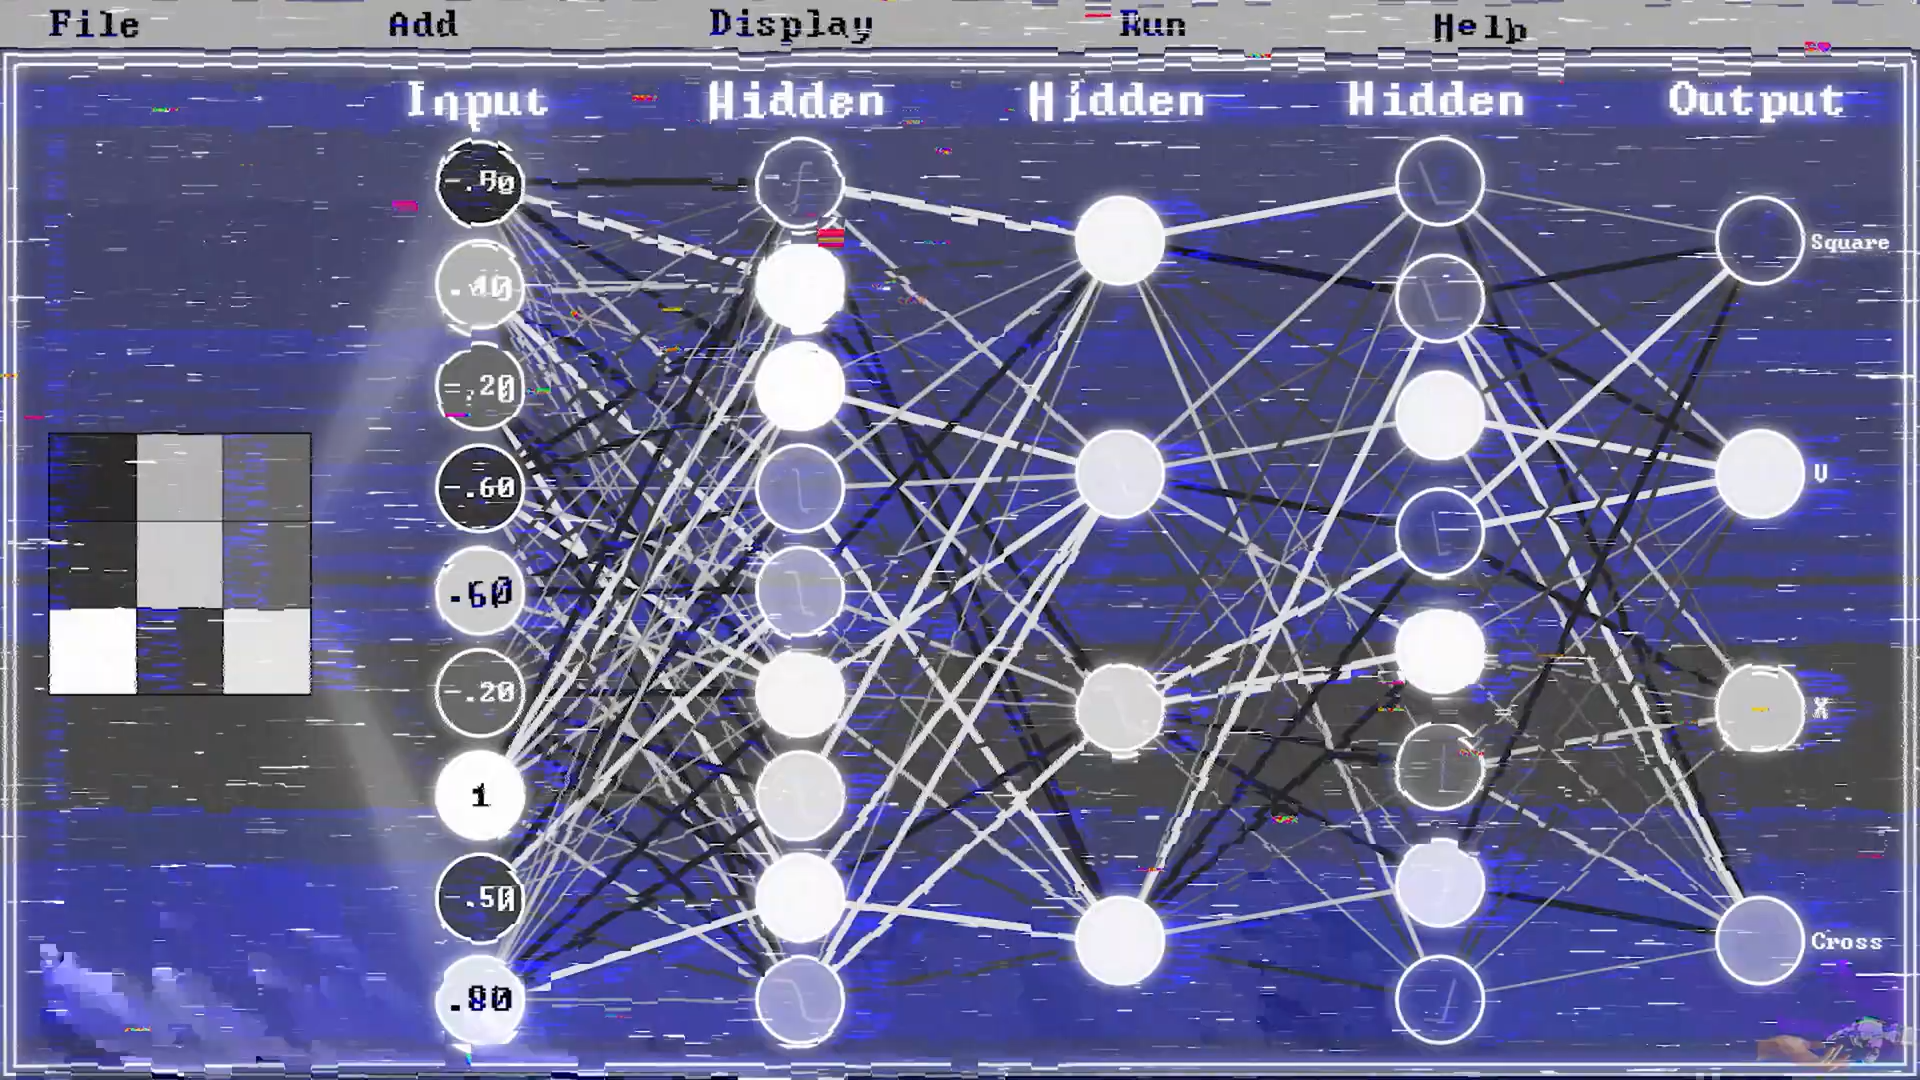 File Add Display Run Help
Input Hidden Hidden Hidden Output
-.80
.40
-.20
-.60
.60
-.20
1
-.50
.80
Square
U
X
Cross